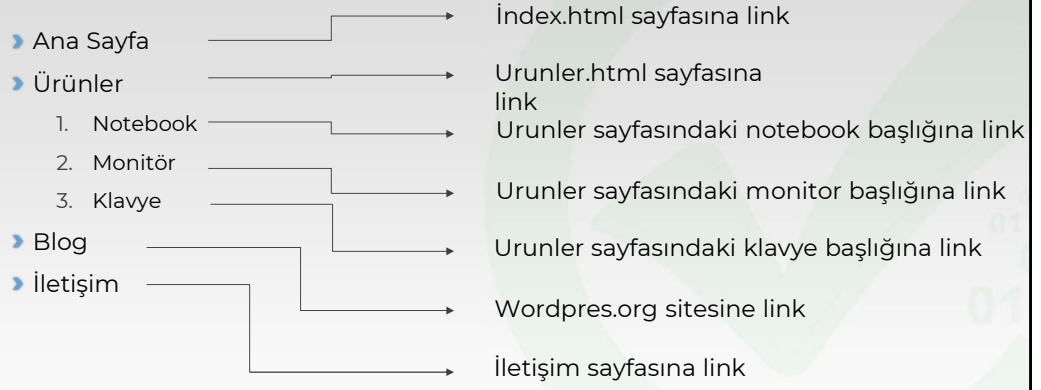 Ana Sayfa
Ürünler
1. Notebook
2. Monitör
3. Klavye
Blog
İletişim
İndex.html sayfasına link
Urunler.html sayfasına
link
Urunler sayfasındaki notebook başlığına link
Urunler sayfasındaki monitor başlığına link
Urunler sayfasındaki klavye başlığına link
Wordpres.org sitesine link
İletişim sayfasına link
01
01